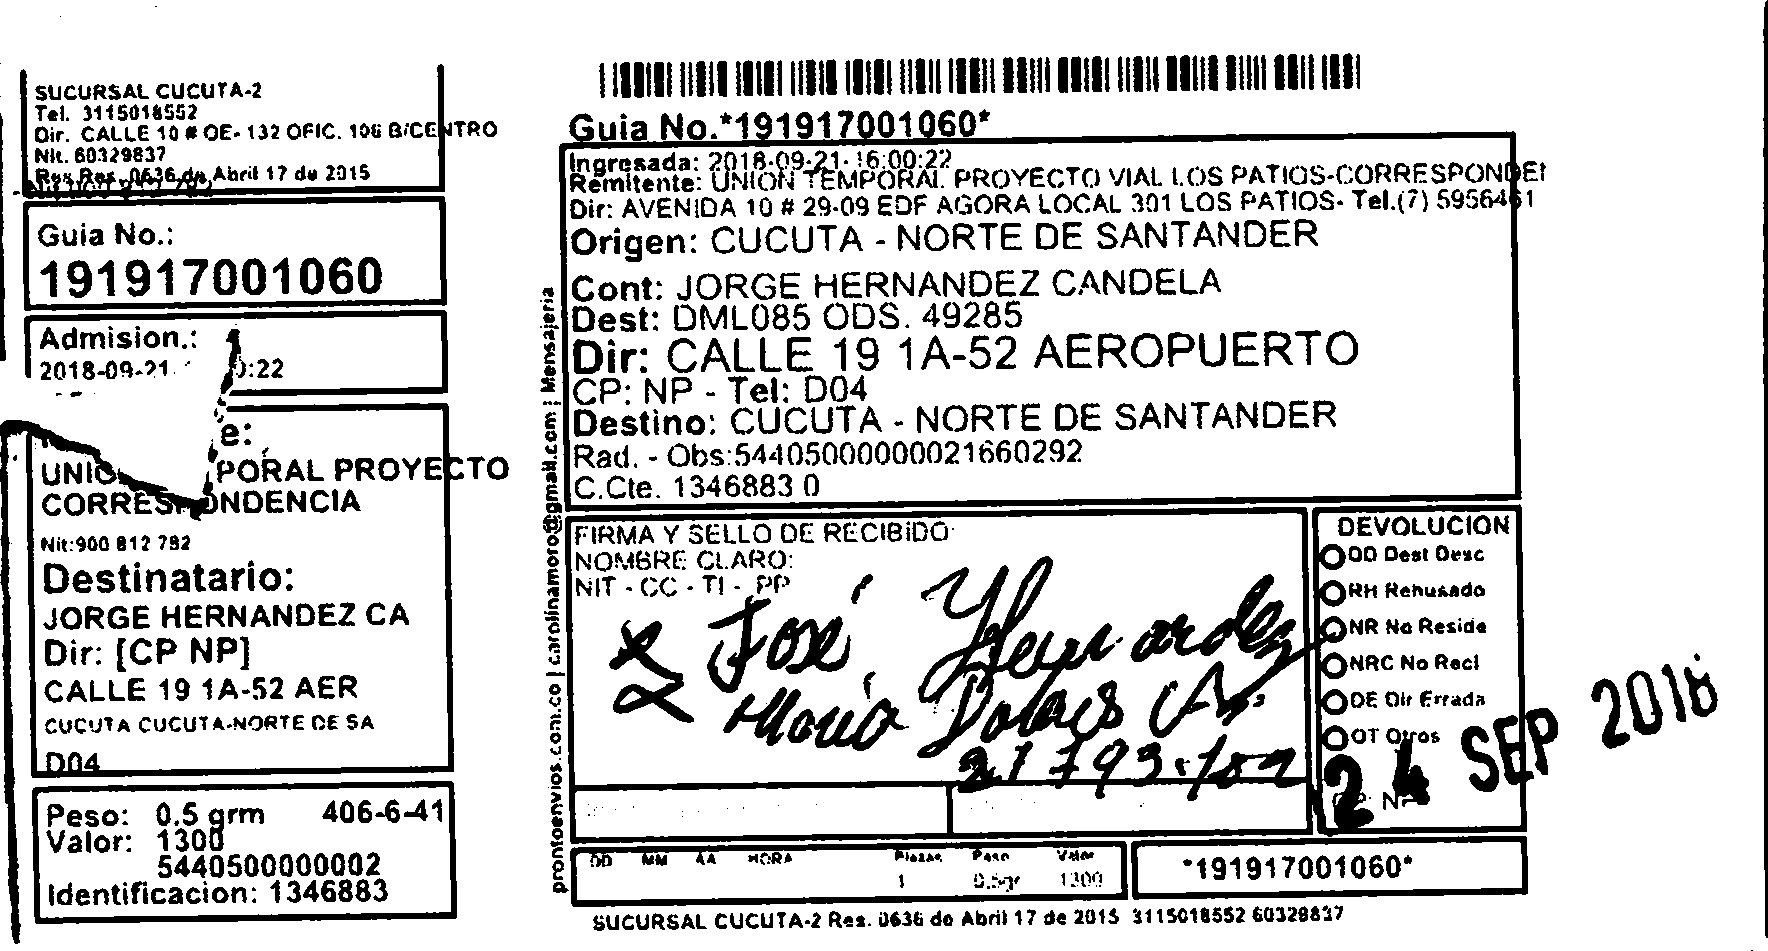 SUCURSAL CUCUTA-2
Tel. 3115018552
Dir. CALLE 10 # OE- 132 OFIC. 106 B/CENTRO
Nit. 60329837
Res Res. 0636 de Abril 17 de 2015
Guia No.:
191917001060
Admision.:
2018-09-21 :22
e:
UNIO PORAL PROYECTO
CORRESPONDENCIA
Nit:900 812 782
Destinatario:
JORGE HERNANDEZ CA
Dir: [CP NP]
CALLE 19 1A-52 AER
CUCUTA CUCUTA-NORTE DE SA
D04
Peso: 0.5 grm 406-6-41
Valor: 1300
5440500000002
Identificacion: 1346883
prontoenvios.com.co | carolinamoro@gmail.com | Mensajeria
Guia No.*191917001060*
Ingresada: 2018-09-21- 16:00:22
Remitente: UNION TEMPORAL PROYECTO VIAL LOS PATIOS-CORRESPONDEI
Dir: AVENIDA 10 # 29-09 EDF AGORA LOCAL 301 LOS PATIOS- Tel.(7) 5956461
Origen: CUCUTA - NORTE DE SANTANDER
Cont: JORGE HERNANDEZ CANDELA
Dest: DML085 ODS. 49285
Dir: CALLE 19 1A-52 AEROPUERTO
CP: NP - Tel: D04
Destino: CUCUTA - NORTE DE SANTANDER
Rad. - Obs:54405000000021660292
C.Cte. 1346883 0
FIRMA Y SELLO DE RECIBIDO
NOMBRE CLARO:
NIT - CC - TI - PP
José Hernandez
Maria Dolores
DEVOLUCION
DD Dest Desc
RH Rehusado
NR No Reside
NRC No Recl
DE Dir Errada
OT Otros
24 SEP 2018
DD MM AA HORA Piezas Peso Valor
1 0.5gr 1300
*191917001060*
SUCURSAL CUCUTA-2 Res. 0636 de Abril 17 de 2015 3115018552 60329837